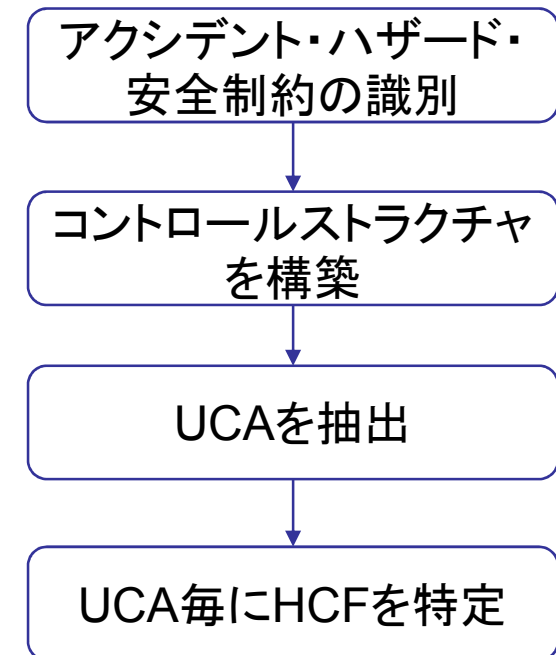 アクシデント・ハザード・
安全制約の識別
コントロールストラクチャ
を構築
UCAを抽出
UCA毎にHCFを特定